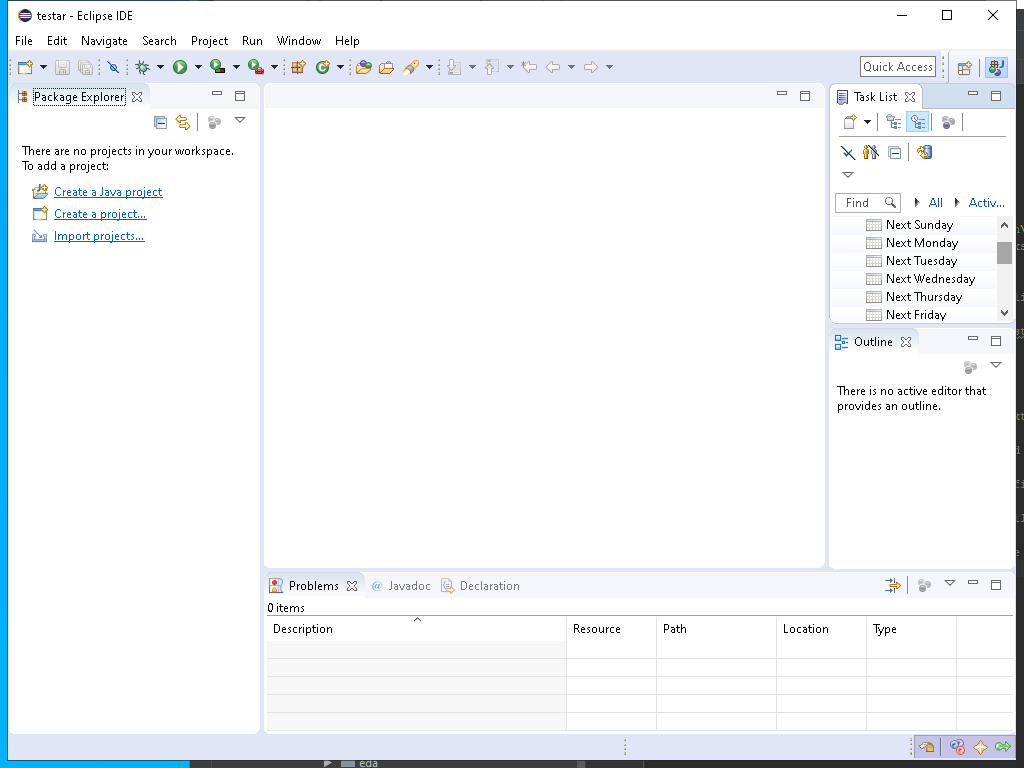 testar - Eclipse IDE
File Edit Navigate Search Project Run Window Help
Quick Access
Package Explorer
There are no projects in your workspace.
To add a project:
Create a Java project
Create a project...
Import projects...
Task List
Find All Activ...
Next Sunday
Next Monday
Next Tuesday
Next Wednesday
Next Thursday
Next Friday
Outline
There is no active editor that
provides an outline.
Problems @ Javadoc Declaration
0 items
Description Resource Path Location Type
eda